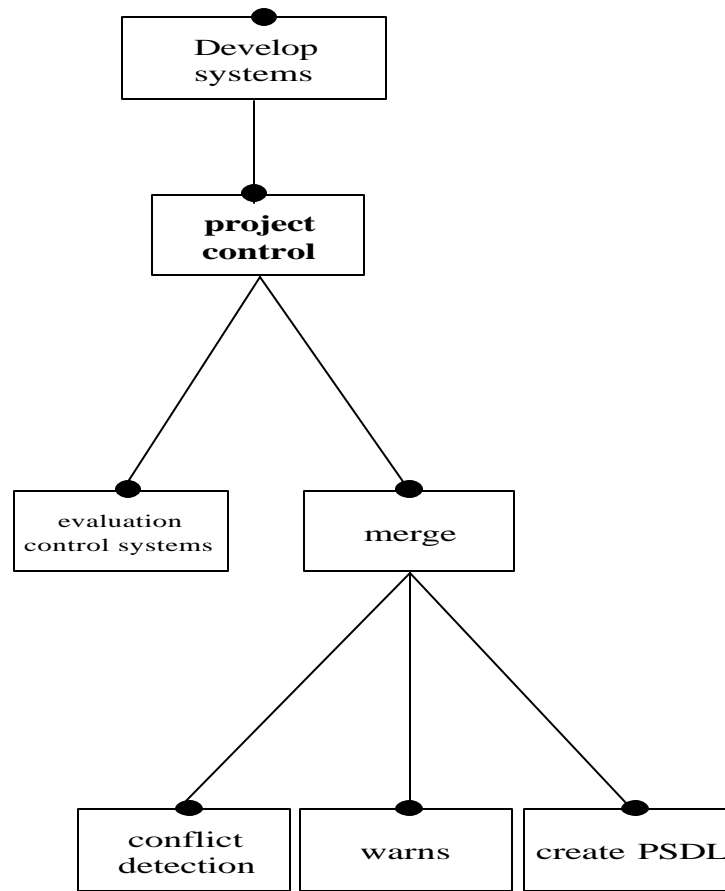 Develop
systems
project
control
evaluation
control systems
merge
conflict
detection
warns
create PSDL